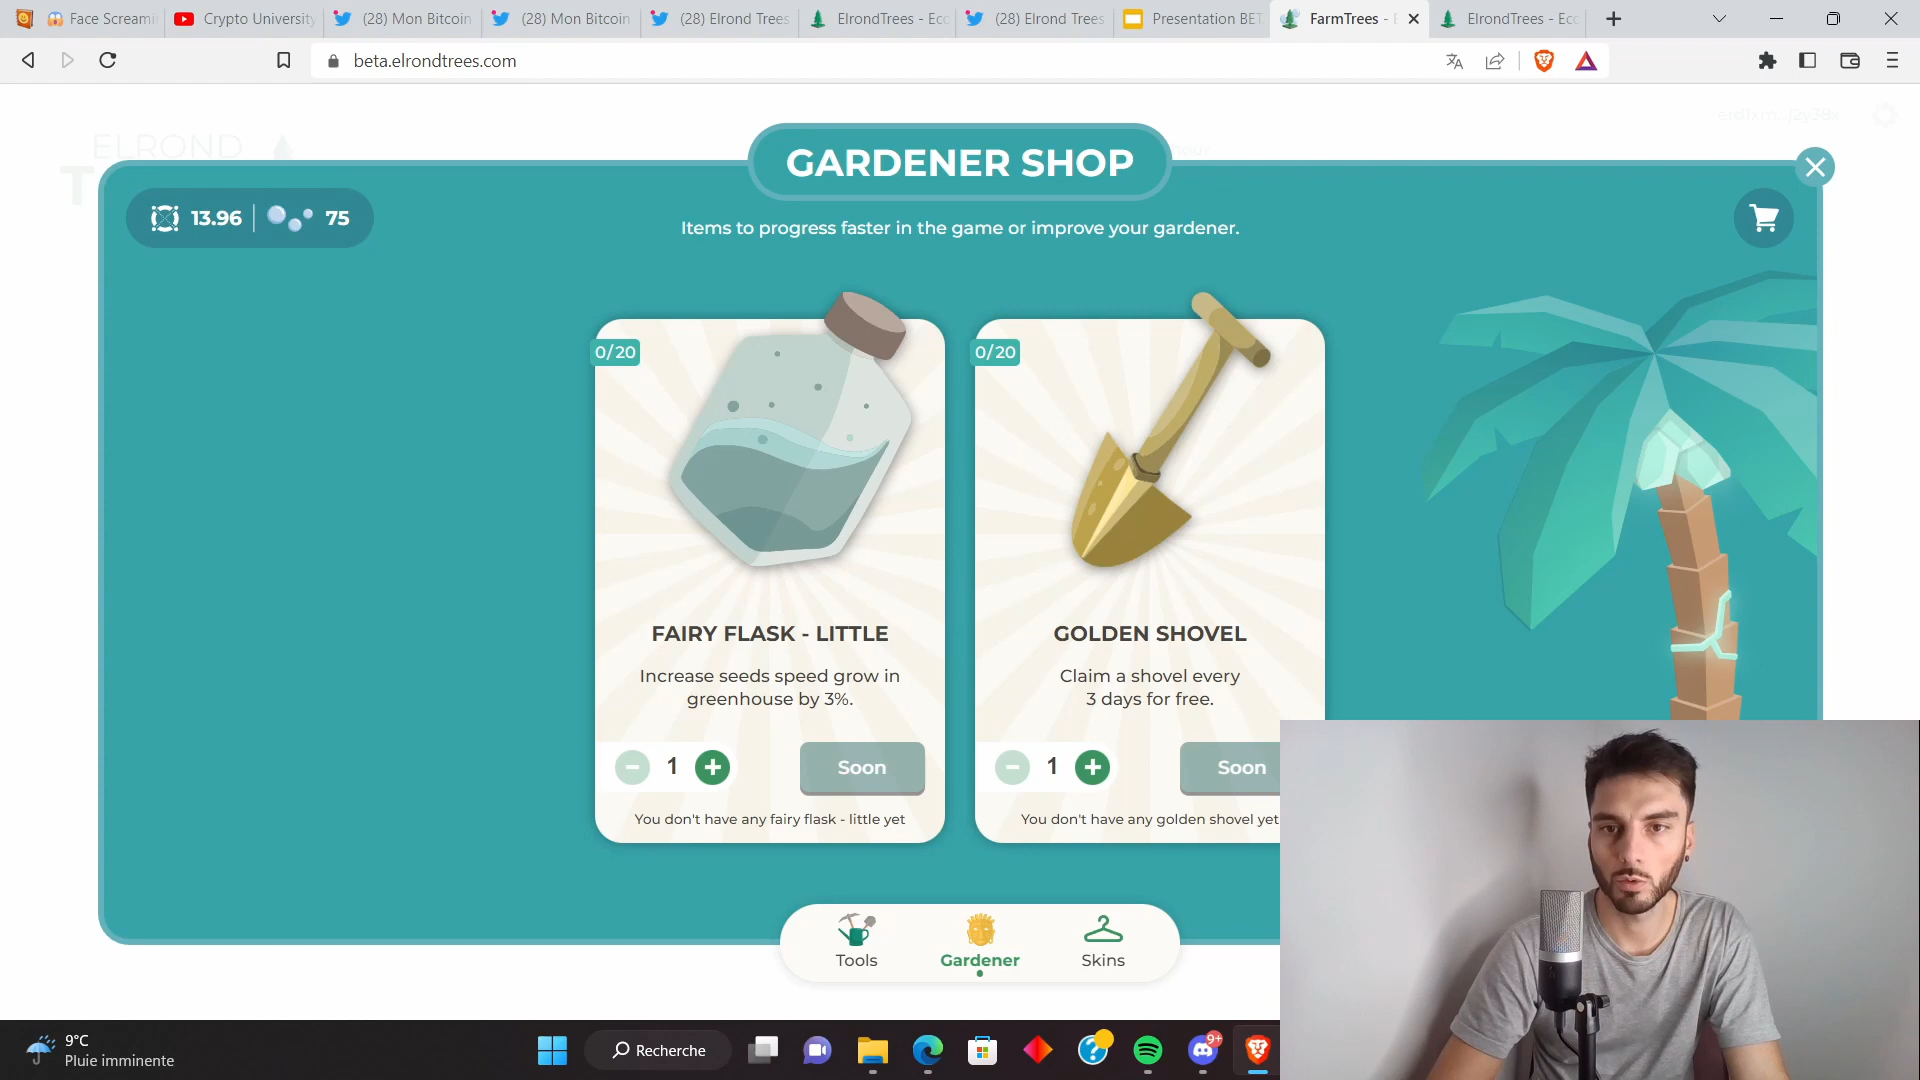 Face Screami
Crypto University
(28) Mon Bitcoin
(28) Mon Bitcoin
(28) Elrond Trees
ElrondTrees - Ecc
(28) Elrond Trees
Presentation BET
FarmTrees - E
ElrondTrees - Ecc
beta.elrondtrees.com
ELROND
T
GARDENER SHOP
13.96
75
Items to progress faster in the game or improve your gardener.
0/20
0/20
FAIRY FLASK - LITTLE
GOLDEN SHOVEL
Increase seeds speed grow in
greenhouse by 3%.
Claim a shovel every
3 days for free.
1
Soon
1
Soon
You don't have any fairy flask - little yet
You don't have any golden shovel yet
Tools
Gardener
Skins
9°C
Pluie imminente
Recherche
9+